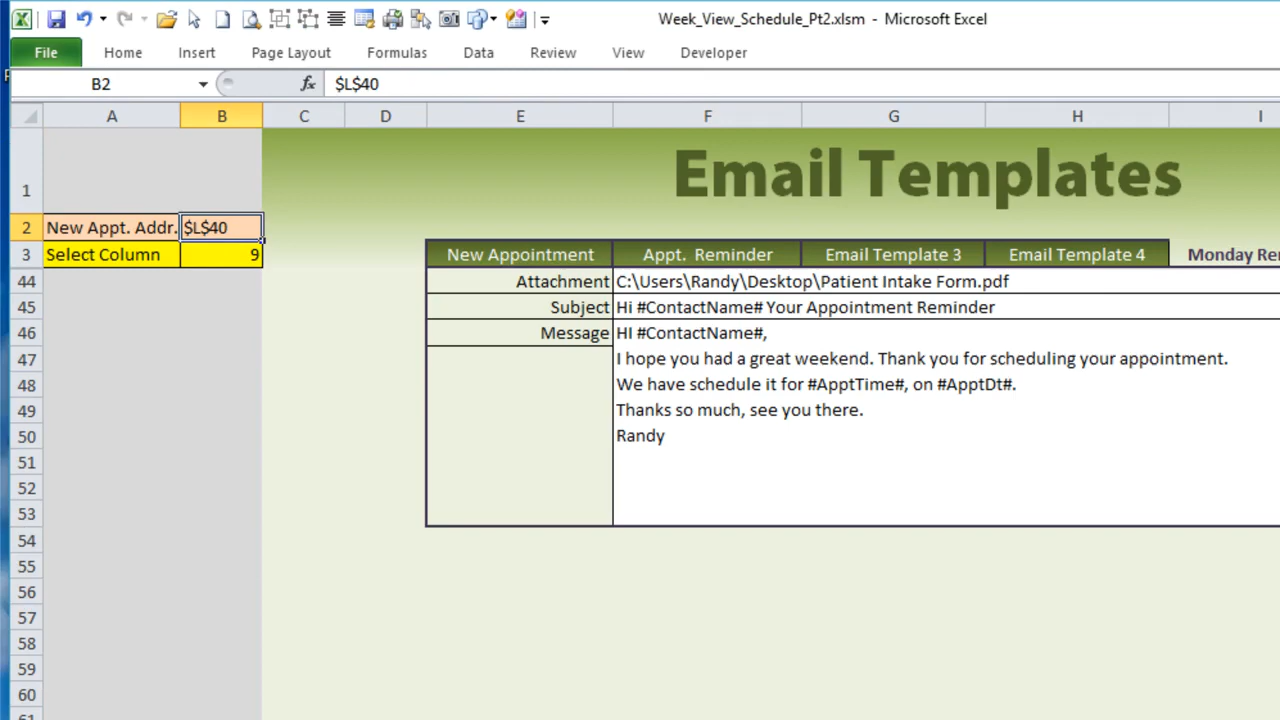 Week_View_Schedule_Pt2.xlsm - Microsoft Excel
File Home Insert Page Layout Formulas Data Review View Developer
B2 fx $L$40
A B C D E F G H I
1 Email Templates
2 New Appt. Addr. $L$40
3 Select Column 9 New Appointment Appt. Reminder Email Template 3 Email Template 4 Monday Re
44 Attachment C:\Users\Randy\Desktop\Patient Intake Form.pdf
45 Subject Hi #ContactName# Your Appointment Reminder
46 Message HI #ContactName#,
47 I hope you had a great weekend. Thank you for scheduling your appointment.
48 We have schedule it for #ApptTime#, on #ApptDt#.
49 Thanks so much, see you there.
50 Randy
51
52
53
54
55
56
57
58
59
60
61